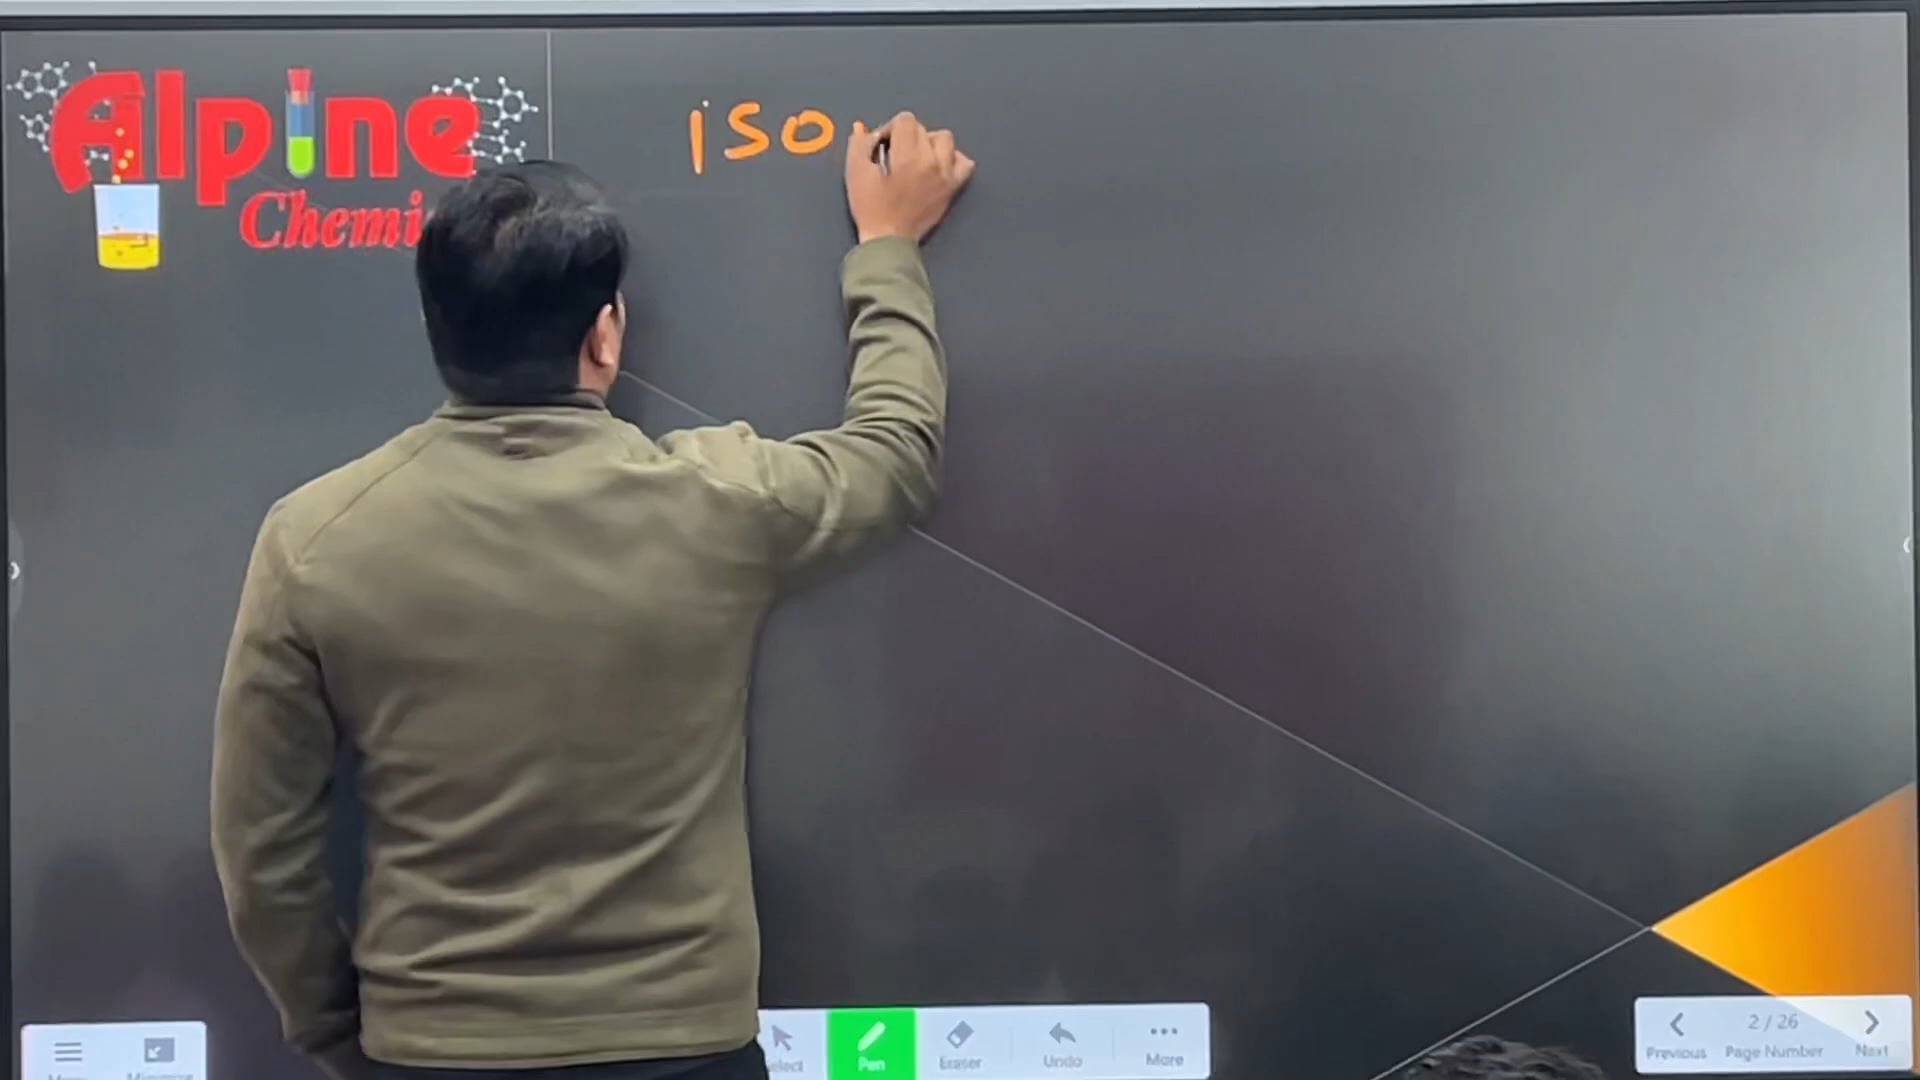 Alpine
iso
Chemi
Select
Pen
Eraser
Undo
More
Previous
2 / 26
Page Number
Next